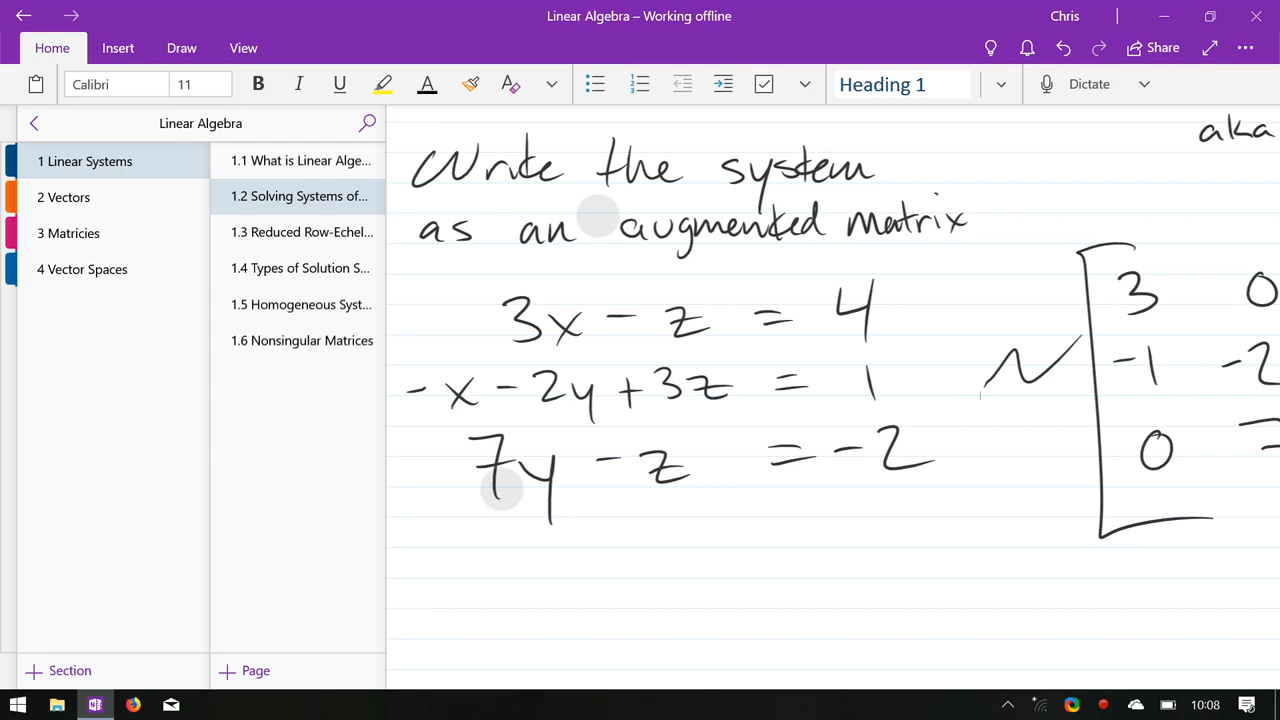 Linear Algebra – Working offline
Chris
Home Insert Draw View
Share
Calibri 11 B I U A Heading 1 Dictate
Linear Algebra
1 Linear Systems
2 Vectors
3 Matricies
4 Vector Spaces
1.1 What is Linear Alge...
1.2 Solving Systems of...
1.3 Reduced Row-Echel...
1.4 Types of Solution S...
1.5 Homogeneous Syst...
1.6 Nonsingular Matrices
+ Section
+ Page
aka
Write the system
as an augmented matrix
3x - z = 4
-x - 2y + 3z = 1
7y - z = -2
3 0
-1 -2
0
10:08